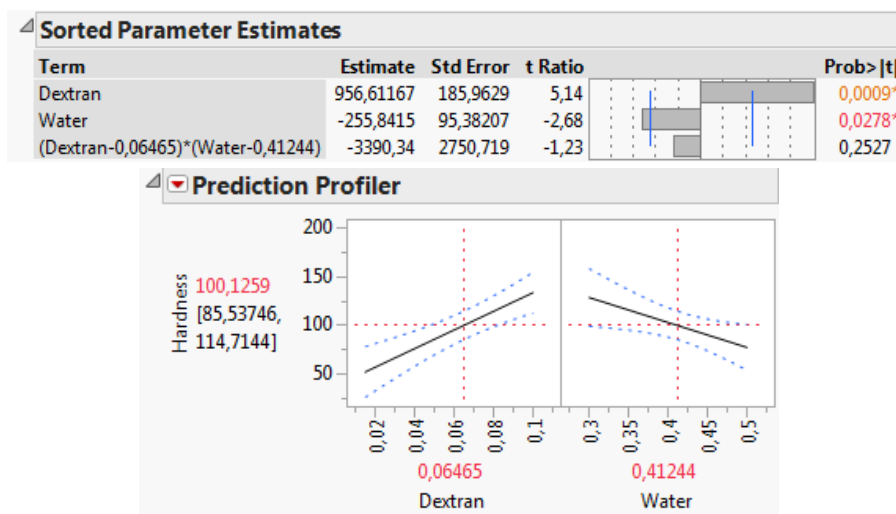 Sorted Parameter Estimates
Term Estimate Std Error t Ratio Prob>|t|
Dextran 956,61167 185,9629 5,14 0,0009*
Water -255,8415 95,38207 -2,68 0,0278*
(Dextran-0,06465)*(Water-0,41244) -3390,34 2750,719 -1,23 0,2527
Prediction Profiler
200
150
100
50
Hardness
100,1259
[85,53746,
114,7144]
0,02 0,04 0,06 0,08 0,1 0,3 0,35 0,4 0,45 0,5
0,06465 0,41244
Dextran Water